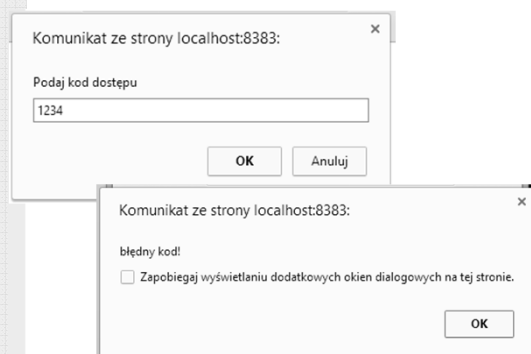 Komunikat ze strony localhost:8383:
Podaj kod dostępu
1234
OK Anuluj
Komunikat ze strony localhost:8383:
błędny kod!
Zapobiegaj wyświetlaniu dodatkowych okien dialogowych na tej stronie.
OK